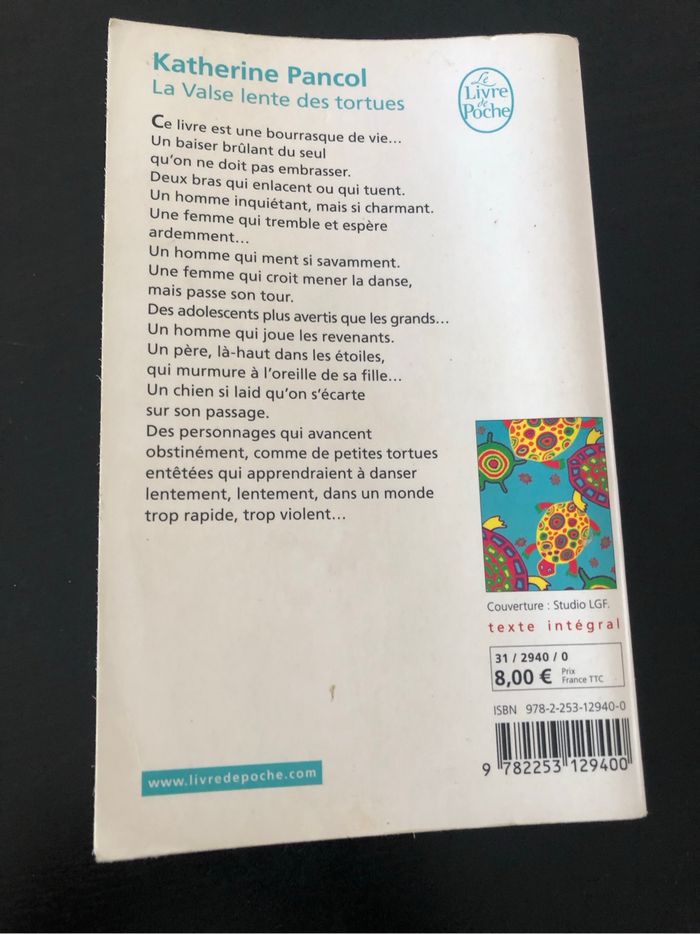 Katherine Pancol
La Valse lente des tortues
Le
Livre
de
Poche
Ce livre est une bourrasque de vie...
Un baiser brûlant du seul
qu'on ne doit pas embrasser.
Deux bras qui enlacent ou qui tuent.
Un homme inquiétant, mais si charmant.
Une femme qui tremble et espère
ardemment...
Un homme qui ment si savamment.
Une femme qui croit mener la danse,
mais passe son tour.
Des adolescents plus avertis que les grands...
Un homme qui joue les revenants.
Un père, là-haut dans les étoiles,
qui murmure à l'oreille de sa fille...
Un chien si laid qu'on s'écarte
sur son passage.
Des personnages qui avancent
obstinément, comme de petites tortues
entêtées qui apprendraient à danser
lentement, lentement, dans un monde
trop rapide, trop violent...
Couverture : Studio LGF.
texte intégral
31 / 2940 / 0
8,00 € Prix
France TTC
ISBN 978-2-253-12940-0
9 782253 129400
www.livredepoche.com